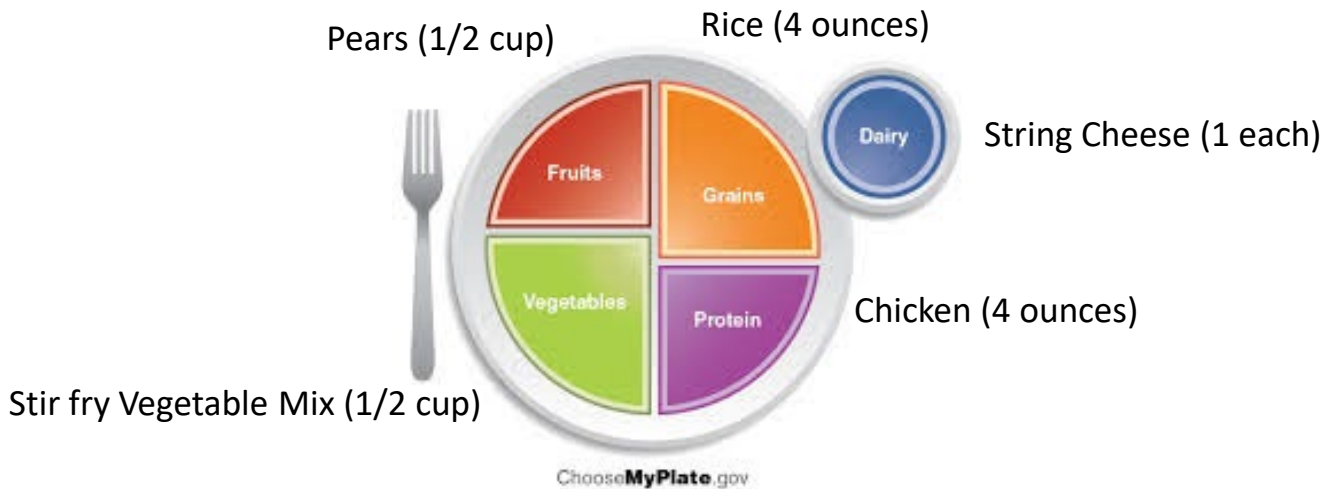 Pears (1/2 cup)
Rice (4 ounces)
Dairy
String Cheese (1 each)
Fruits
Grains
Vegetables
Protein
Chicken (4 ounces)
Stir fry Vegetable Mix (1/2 cup)
ChooseMyPlate.gov